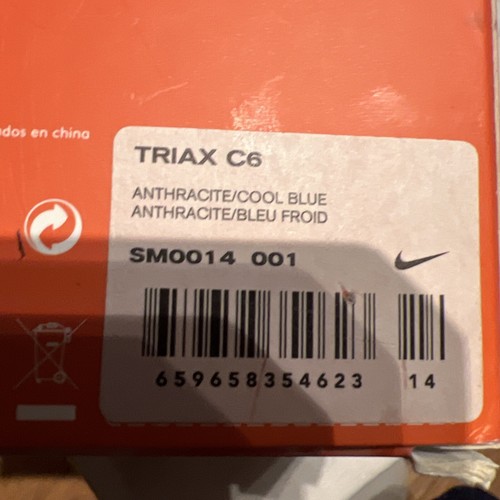 ados en china
TRIAX C6
ANTHRACITE/COOL BLUE
ANTHRACITE/BLEU FROID
SM0014 001
659658354623 14